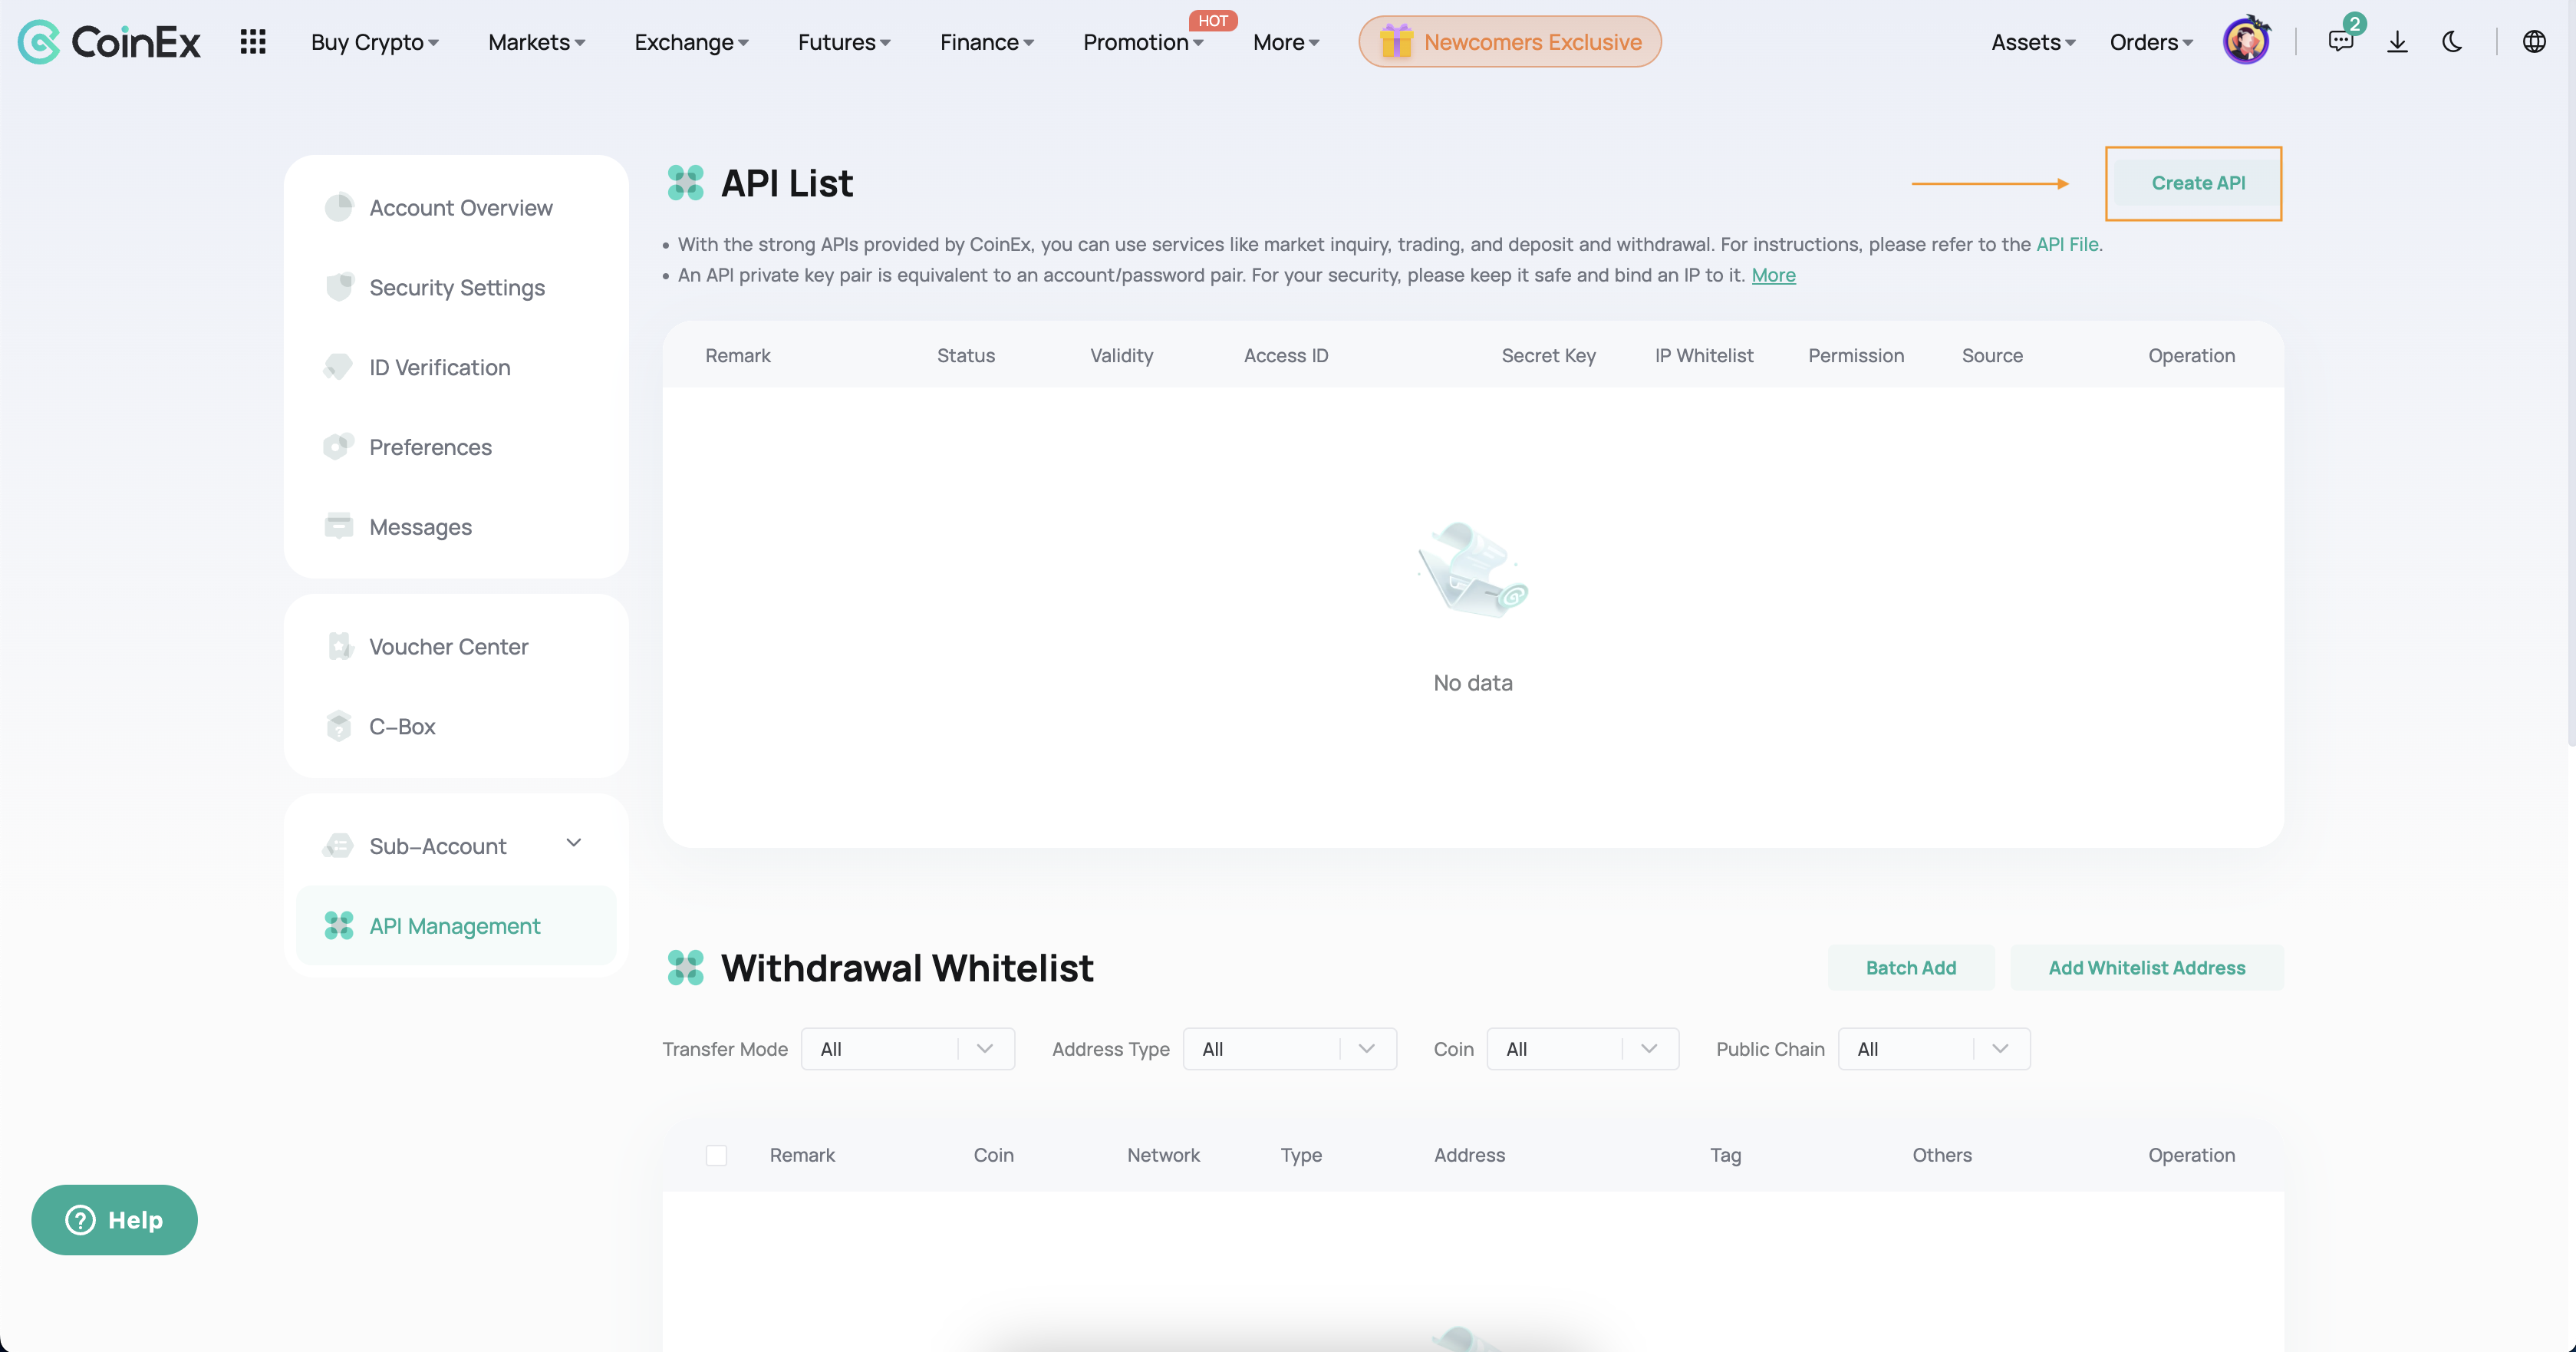 CoinEx
Buy Crypto
Markets
Exchange
Futures
Finance
Promotion
HOT
More
Newcomers Exclusive
Assets
Orders
2
Account Overview
Security Settings
ID Verification
Preferences
Messages
Voucher Center
C–Box
Sub–Account
API Management
Help
API List
Create API
• With the strong APIs provided by CoinEx, you can use services like market inquiry, trading, and deposit and withdrawal. For instructions, please refer to the API File.
• An API private key pair is equivalent to an account/password pair. For your security, please keep it safe and bind an IP to it. More
Remark Status Validity Access ID Secret Key IP Whitelist Permission Source Operation
No data
Withdrawal Whitelist
Batch Add
Add Whitelist Address
Transfer Mode All Address Type All Coin All Public Chain All
Remark Coin Network Type Address Tag Others Operation